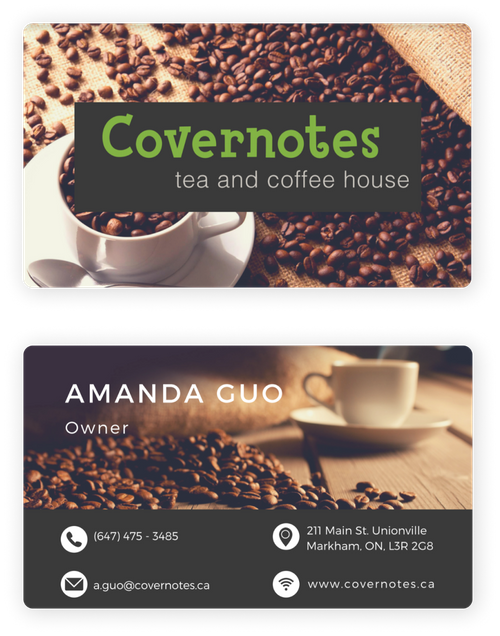 Covernotes
tea and coffee house
AMANDA GUO
Owner
(647) 475 - 3485
211 Main St. Unionville
Markham, ON, L3R 2G8
a.guo@covernotes.ca
www.covernotes.ca